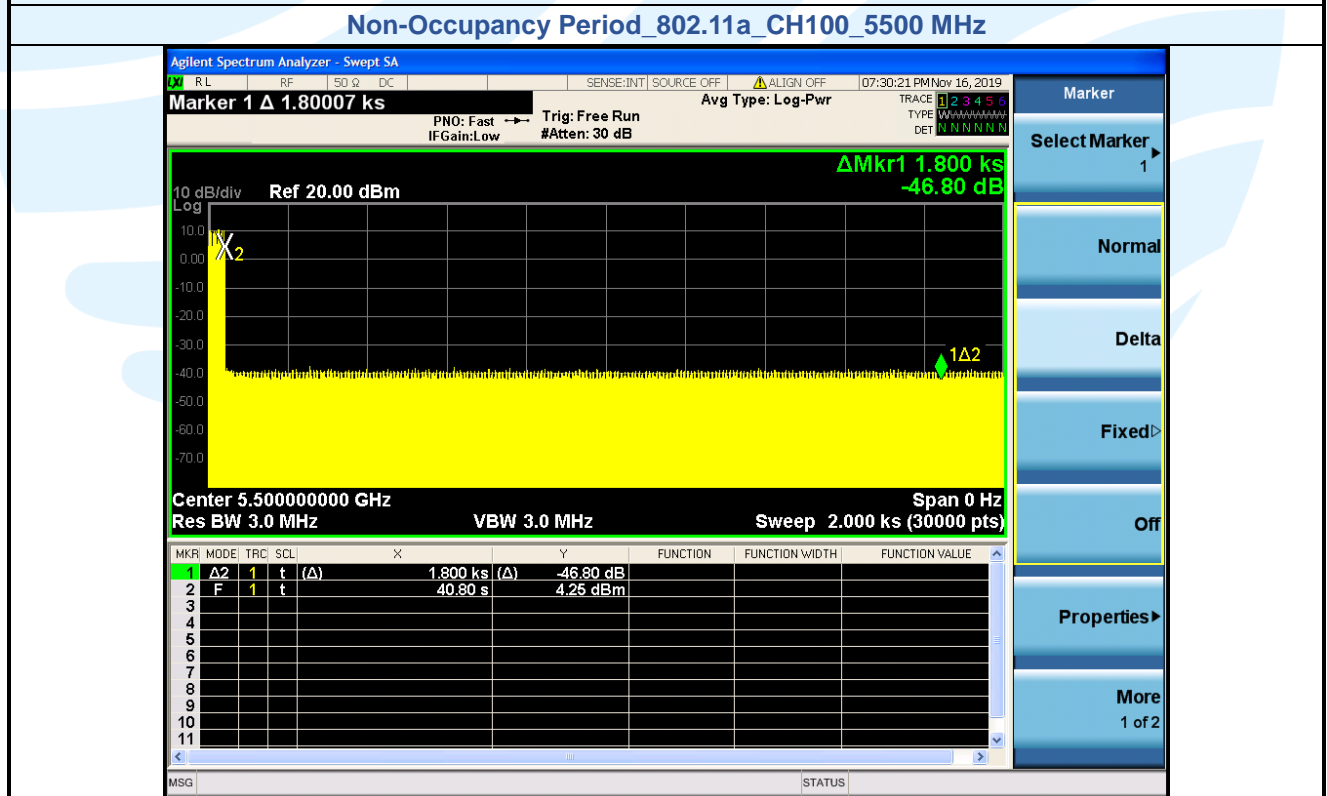 Non-Occupancy Period_802.11a_CH100_5500 MHz
Agilent Spectrum Analyzer - Swept SA
LXI RL RF 50 Ω DC SENSE:INT SOURCE OFF ALIGN OFF 07:30:21 PM Nov 16, 2019
Marker 1 Δ 1.80007 ks
Avg Type: Log-Pwr
TRACE 1 2 3 4 5 6
TYPE
DET N N N N N N
PNO: Fast
IFGain:Low
Trig: Free Run
#Atten: 30 dB
ΔMkr1 1.800 ks
-46.80 dB
10 dB/div Ref 20.00 dBm
Log
10.0
0.00
-10.0
-20.0
-30.0
-40.0
-50.0
-60.0
-70.0
X2
1Δ2
Center 5.500000000 GHz Span 0 Hz
Res BW 3.0 MHz VBW 3.0 MHz Sweep 2.000 ks (30000 pts)
MKR MODE TRC SCL X Y FUNCTION FUNCTION WIDTH FUNCTION VALUE
1 Δ2 1 t (Δ) 1.800 ks (Δ) -46.80 dB
2 F 1 t 40.80 s 4.25 dBm
3
4
5
6
7
8
9
10
11
MSG STATUS
Marker
Select Marker
1
Normal
Delta
Fixed
Off
Properties
More
1 of 2